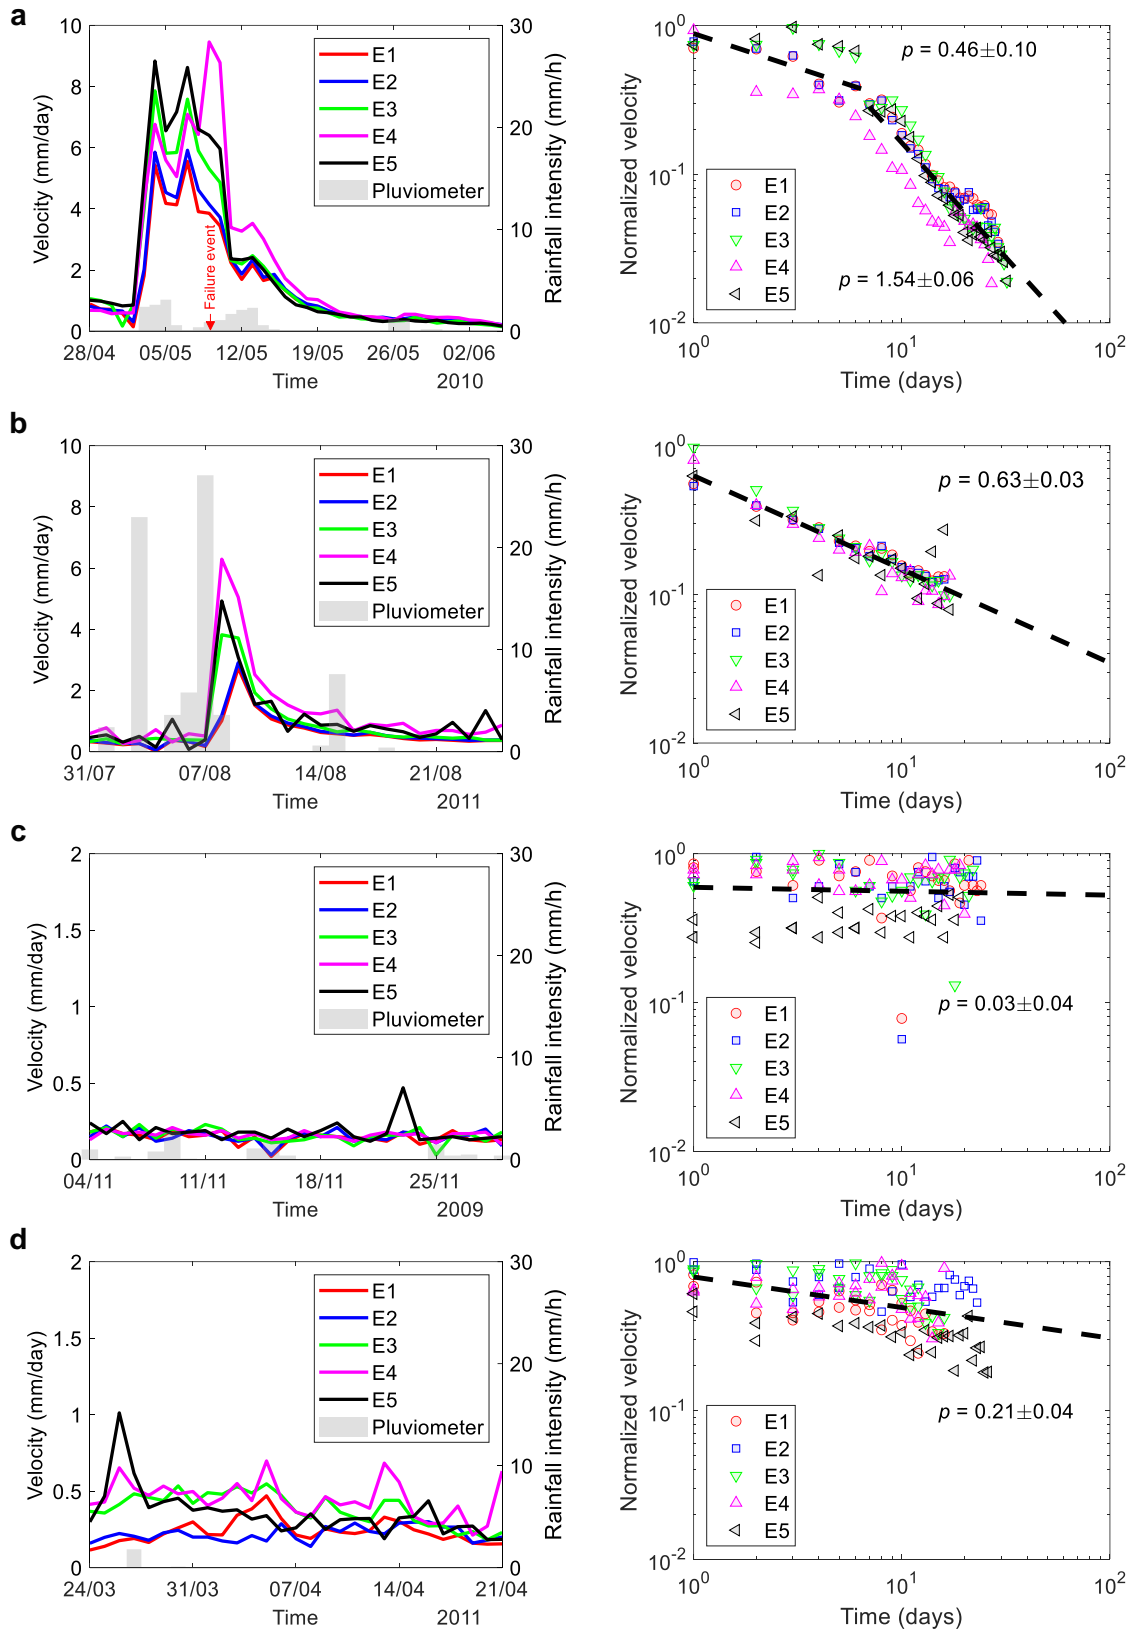 a
10
8
6
4
2
0
Velocity (mm/day)
30
20
10
0
Rainfall intensity (mm/h)
E1
E2
E3
E4
E5
Pluviometer
Failure event
28/04
05/05
12/05
19/05
26/05
02/06
Time
2010
10^0
10^-1
10^-2
Normalized velocity
p = 0.46±0.10
p = 1.54±0.06
E1
E2
E3
E4
E5
10^0
10^1
10^2
Time (days)
b
10
8
6
4
2
0
Velocity (mm/day)
30
20
10
0
Rainfall intensity (mm/h)
E1
E2
E3
E4
E5
Pluviometer
31/07
07/08
14/08
21/08
Time
2011
10^0
10^-1
10^-2
Normalized velocity
p = 0.63±0.03
E1
E2
E3
E4
E5
10^0
10^1
10^2
Time (days)
c
2
1.5
1
0.5
0
Velocity (mm/day)
30
20
10
0
Rainfall intensity (mm/h)
E1
E2
E3
E4
E5
Pluviometer
04/11
11/11
18/11
25/11
Time
2009
10^0
10^-1
10^-2
Normalized velocity
p = 0.03±0.04
E1
E2
E3
E4
E5
10^0
10^1
10^2
Time (days)
d
2
1.5
1
0.5
0
Velocity (mm/day)
30
20
10
0
Rainfall intensity (mm/h)
E1
E2
E3
E4
E5
Pluviometer
24/03
31/03
07/04
14/04
21/04
Time
2011
10^0
10^-1
10^-2
Normalized velocity
p = 0.21±0.04
E1
E2
E3
E4
E5
10^0
10^1
10^2
Time (days)